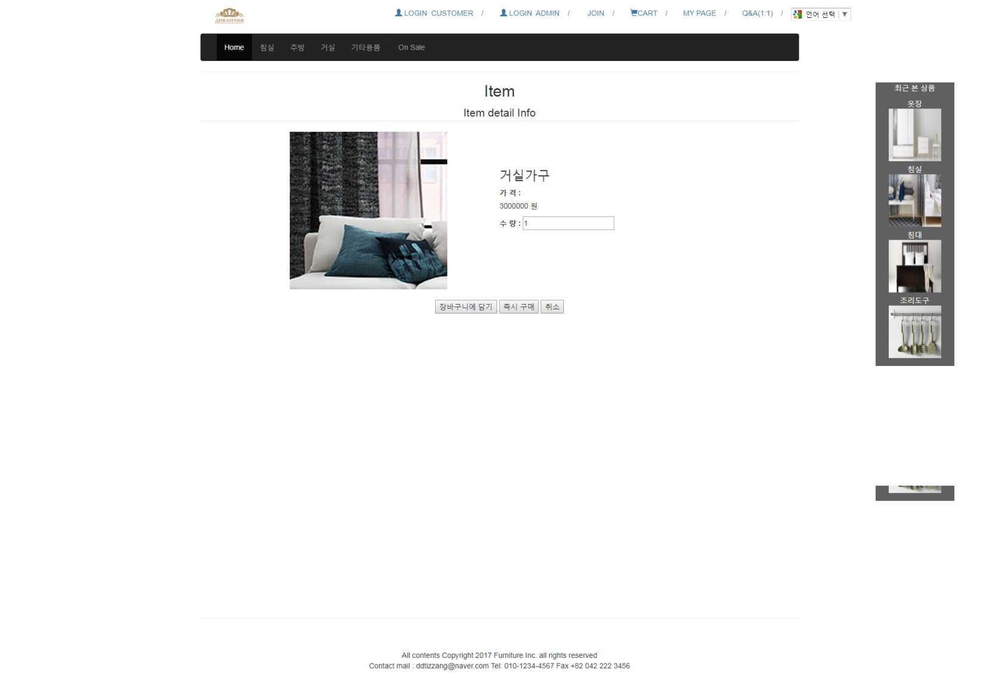 ДИВАНЧИК
LOGIN CUSTOMER / LOGIN ADMIN / JOIN / CART / MY PAGE / Q&A(1:1) / 언어 선택 ▼
Home 침실 주방 거실 기타용품 On Sale
Item
Item detail Info
거실가구
가 격 :
3000000 원
수 량 : 1
장바구니에 담기 즉시 구매 취소
최근 본 상품
옷장
침실
침대
조리도구
All contents Copyright 2017 Furniture Inc. all rights reserved
Contact mail : ddtizzang@naver.com Tel: 010-1234-4567 Fax +82 042 222 3456